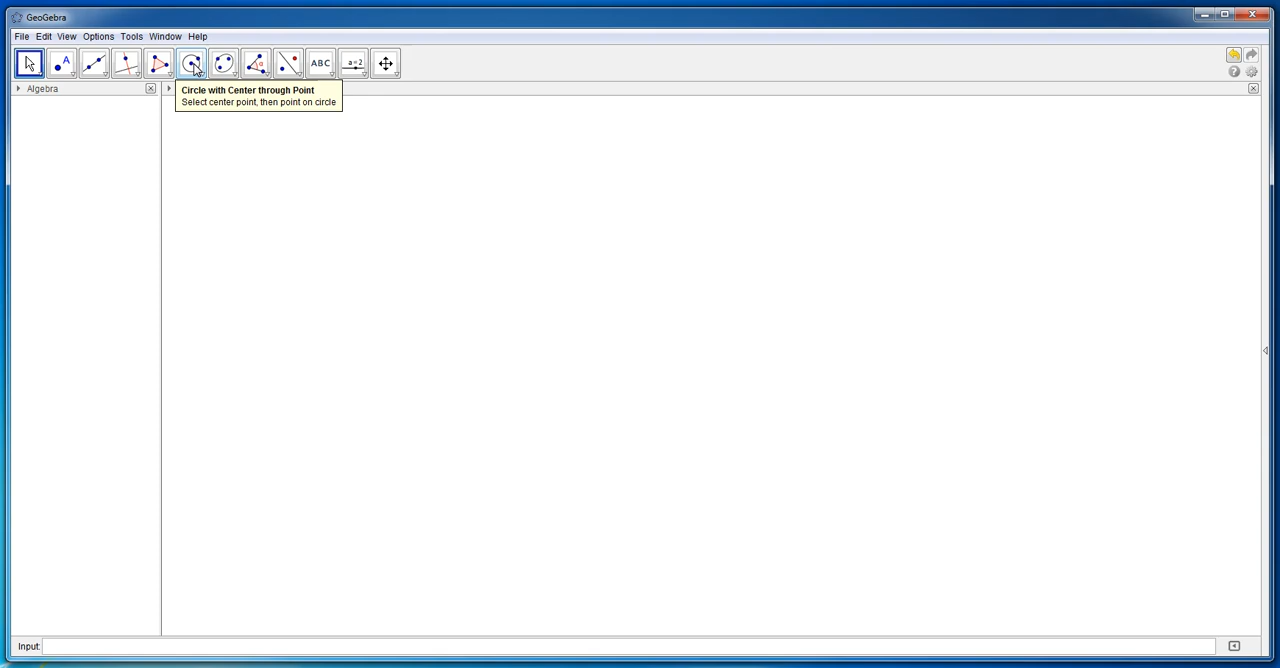 GeoGebra
File Edit View Options Tools Window Help
A ABC a=2
Algebra
Circle with Center through Point
Select center point, then point on circle
Input: